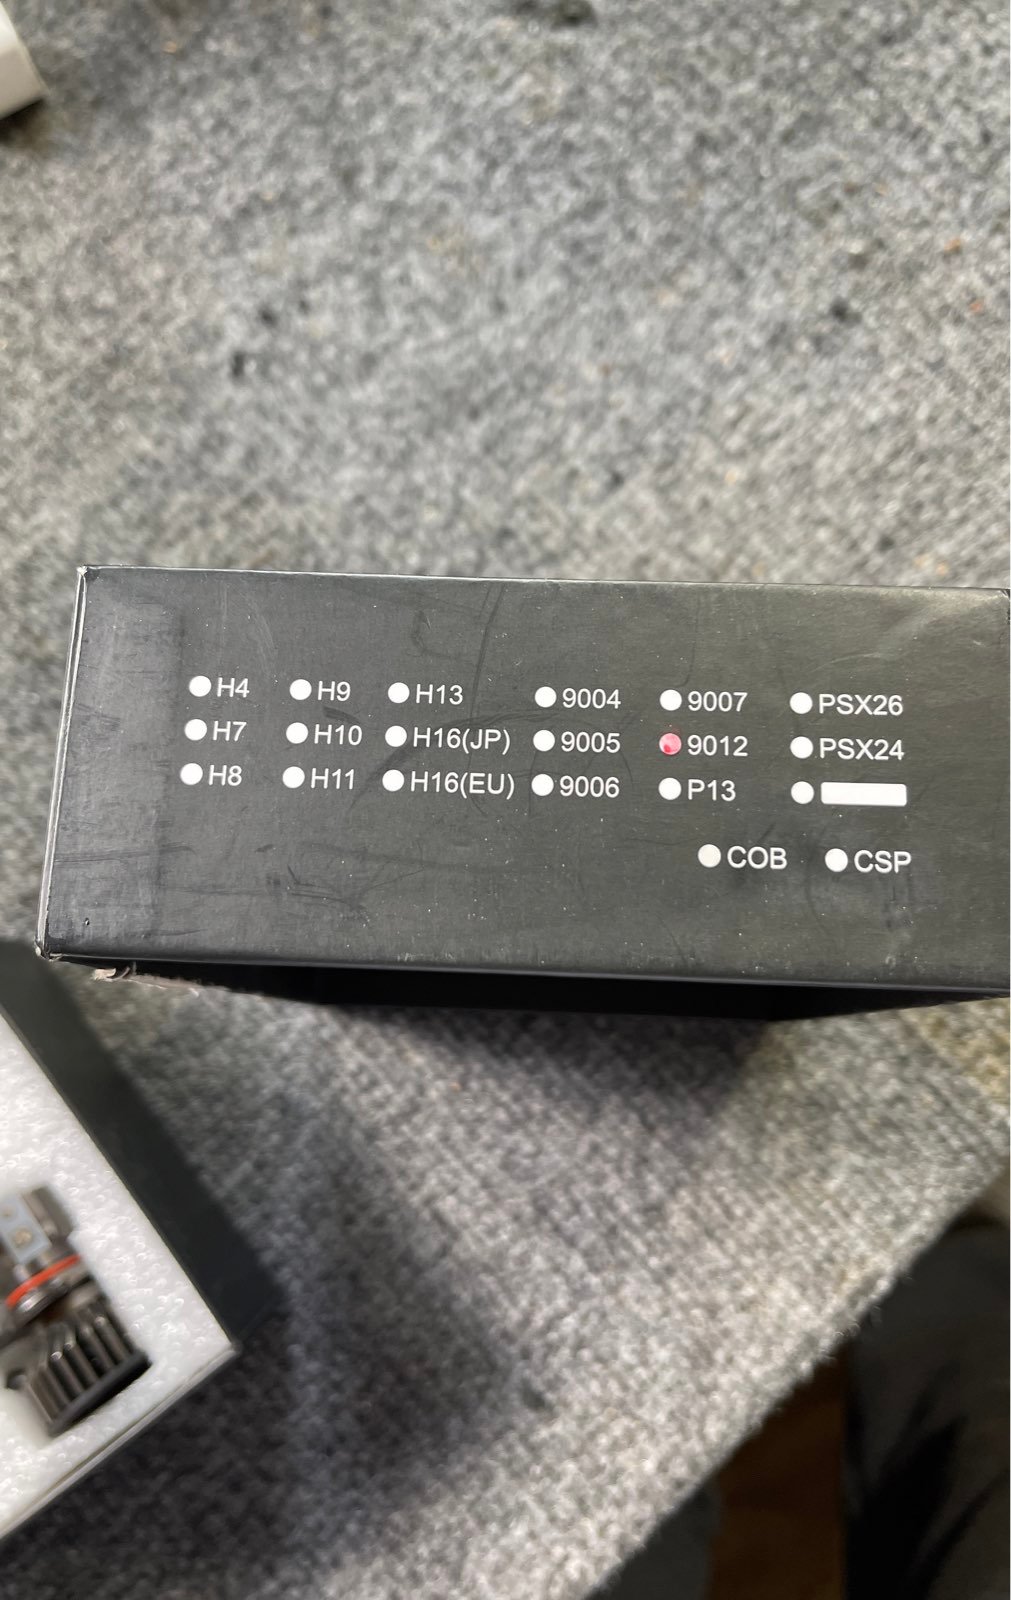 H4 H9 H13 9004 9007 PSX26
H7 H10 H16(JP) 9005 9012 PSX24
H8 H11 H16(EU) 9006 P13
COB CSP